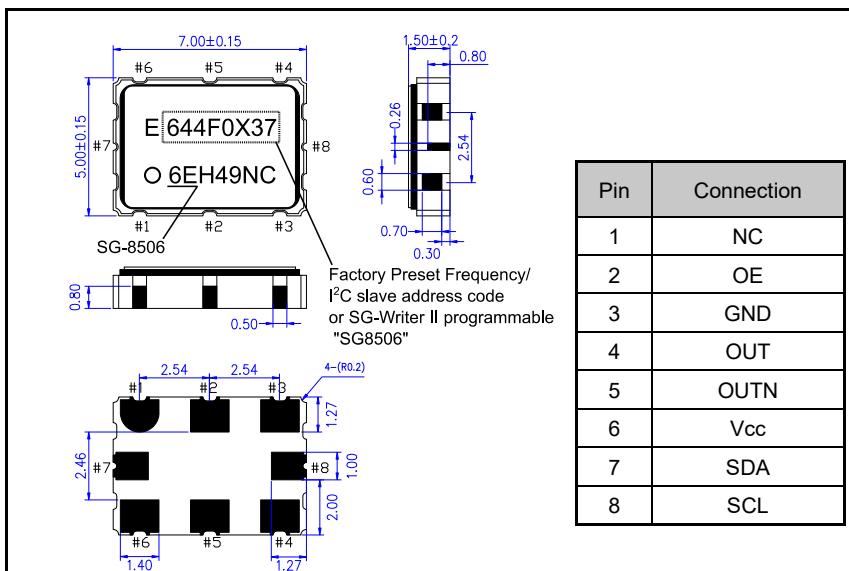 7.00±0.15
#6 #5 #4
5.00±0.15
#7
E 644F0X37
O 6EH49NC
#8
#1 #2 #3
SG-8506
1.50±0.2
0.80
0.26
2.54
0.60
0.70
0.30
Factory Preset Frequency/
I²C slave address code
or SG-Writer II programmable
"SG8506"
0.80
0.50
2.54 2.54
4-(R0.2)
#1 #2 #3
1.27
2.46
#7
#8
1.00
2.00
#6 #5 #4
1.40
1.27
Pin Connection
1 NC
2 OE
3 GND
4 OUT
5 OUTN
6 Vcc
7 SDA
8 SCL